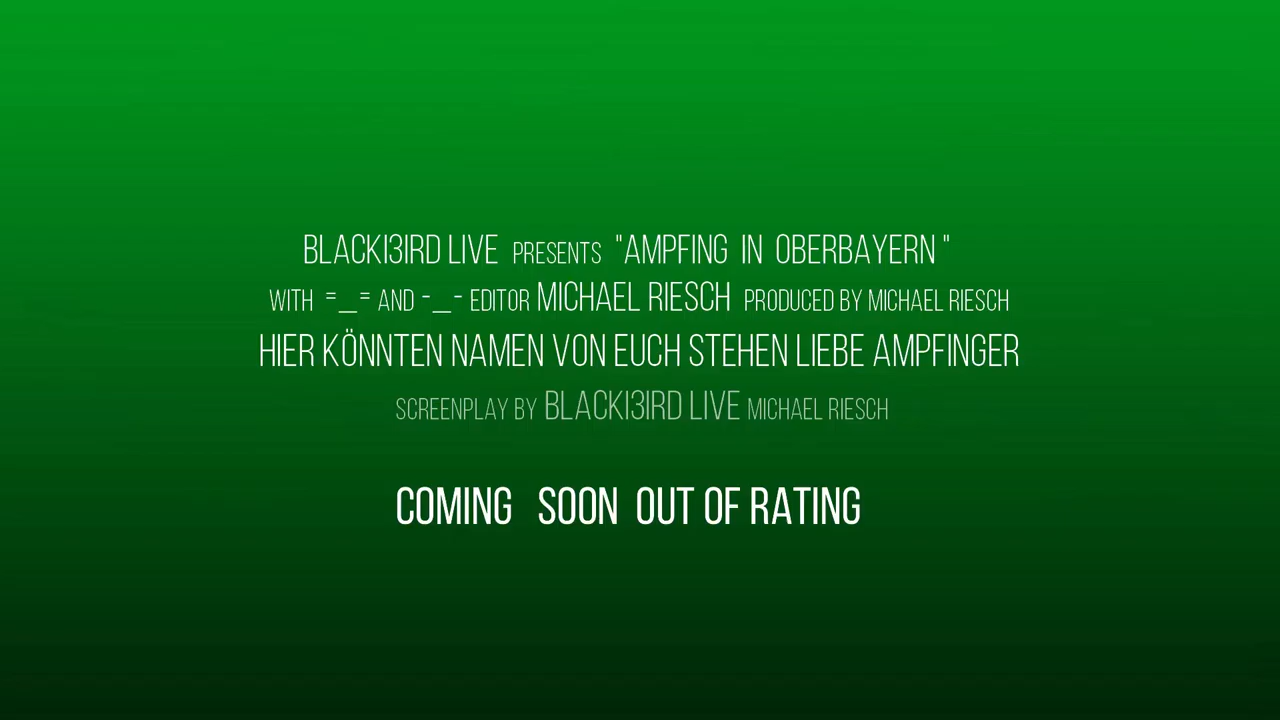 BLACKI3IRD LIVE PRESENTS "AMPFING IN OBERBAYERN"
WITH =__= AND -__- EDITOR MICHAEL RIESCH PRODUCED BY MICHAEL RIESCH
HIER KÖNNTEN NAMEN VON EUCH STEHEN LIEBE AMPFINGER
SCREENPLAY BY BLACKI3IRD LIVE MICHAEL RIESCH
COMING SOON OUT OF RATING